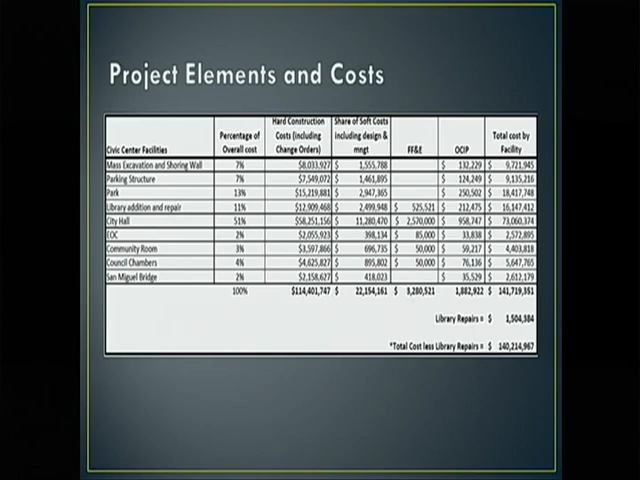 Project Elements and Costs
Civic Center Facilities Percentage of Overall cost Hard Construction Costs (Including Change Orders) Share of Soft Costs including design & mngt FF&E OCIP Total cost by Facility
Mass Excavation and Shoring Wall 7% $8,033,927 $ 1,555,788 $ 132,229 $ 9,721,945
Parking Structure 7% $7,549,072 $ 1,461,895 $ 124,249 $ 9,135,216
Park 13% $15,219,881 $ 2,947,365 $ 250,502 $ 18,417,748
Library addition and repair 11% $12,909,468 $ 2,499,948 $ 525,521 $ 212,475 $ 16,147,412
City Hall 51% $58,251,156 $ 11,280,470 $ 2,570,000 $ 958,747 $ 73,060,374
EOC 2% $2,055,923 $ 398,134 $ 85,000 $ 33,838 $ 2,572,895
Community Room 3% $3,597,866 $ 696,735 $ 50,000 $ 59,217 $ 4,403,818
Council Chambers 4% $4,625,827 $ 895,802 $ 50,000 $ 76,136 $ 5,647,765
San Miguel Bridge 2% $2,158,627 $ 418,023 $ 35,529 $ 2,612,179
100% $114,401,747 $ 22,154,161 $ 3,280,521 1,882,922 $ 141,719,351
Library Repairs = $ 1,504,384
*Total Cost less Library Repairs = $ 140,214,967